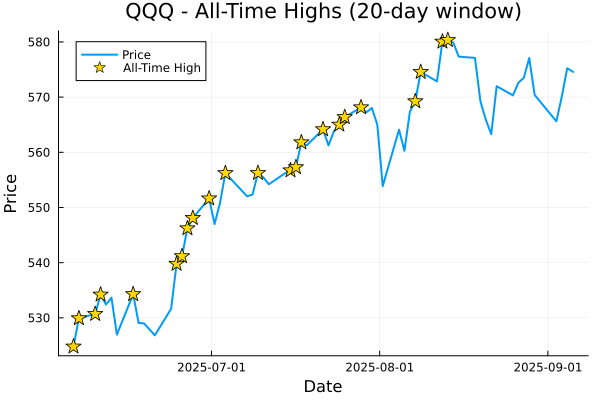 QQQ - All-Time Highs (20-day window)
Price
All-Time High
580
570
560
550
540
530
Price
2025-07-01
2025-08-01
2025-09-01
Date